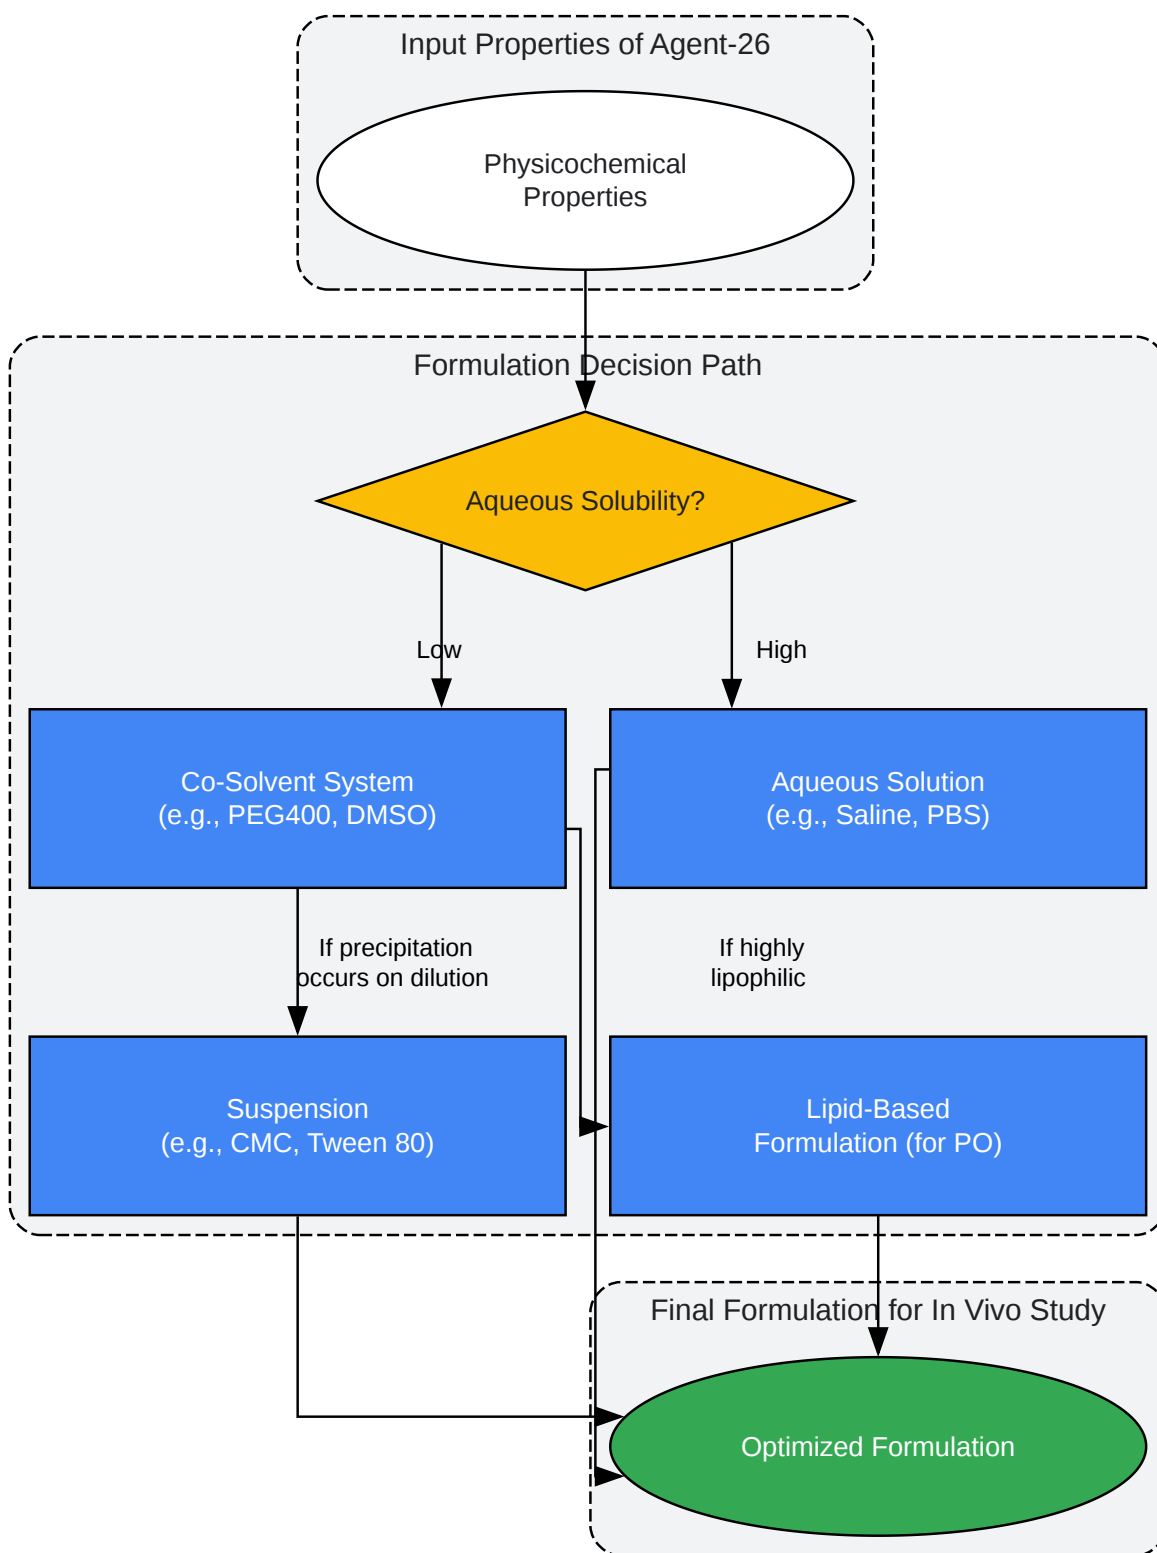 Input Properties of Agent-26
Physicochemical
Properties
Formulation Decision Path
Aqueous Solubility?
Low
High
Co-Solvent System
(e.g., PEG400, DMSO)
Aqueous Solution
(e.g., Saline, PBS)
If precipitation
occurs on dilution
If highly
lipophilic
Suspension
(e.g., CMC, Tween 80)
Lipid-Based
Formulation (for PO)
Final Formulation for In Vivo Study
Optimized Formulation